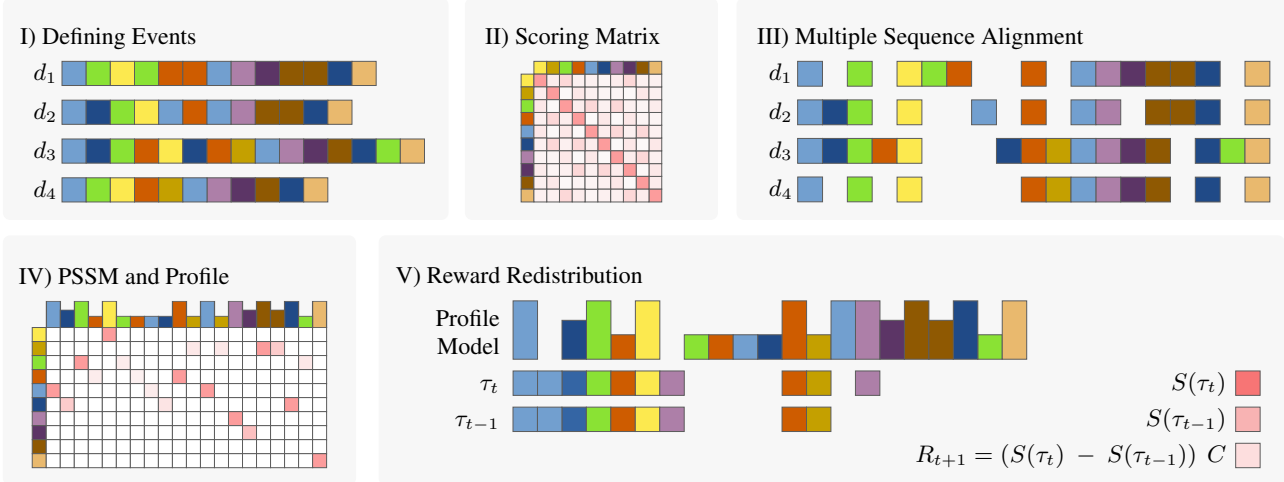 I) Defining Events
d1
d2
d3
d4
II) Scoring Matrix
III) Multiple Sequence Alignment
d1
d2
d3
d4
IV) PSSM and Profile
V) Reward Redistribution
Profile
Model
τt
τt−1
S(τt)
S(τt−1)
Rt+1 = (S(τt) − S(τt−1)) C